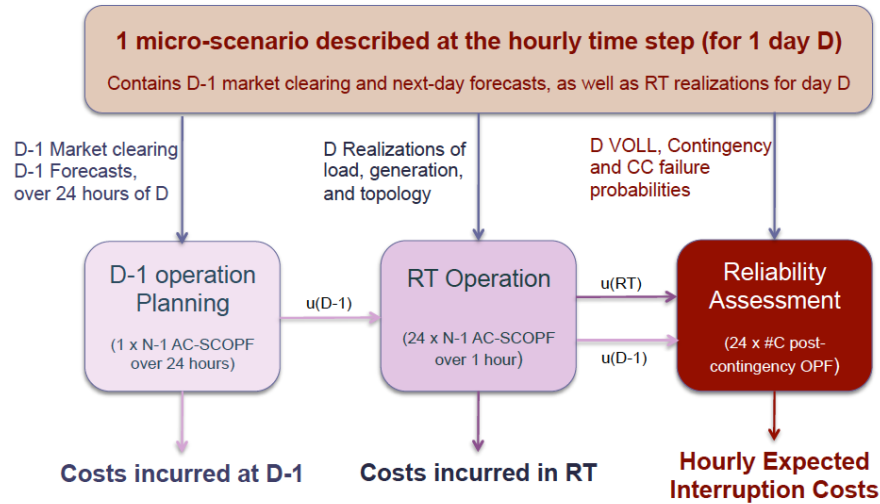 1 micro-scenario described at the hourly time step (for 1 day D)
Contains D-1 market clearing and next-day forecasts, as well as RT realizations for day D
D-1 Market clearing
D-1 Forecasts,
over 24 hours of D
D Realizations of
load, generation,
and topology
D VOLL, Contingency
and CC failure
probabilities
D-1 operation
Planning
(1 x N-1 AC-SCOPF
over 24 hours)
u(D-1)
RT Operation
(24 x N-1 AC-SCOPF
over 1 hour)
u(RT)
u(D-1)
Reliability
Assessment
(24 x #C post-
contingency OPF)
Costs incurred at D-1
Costs incurred in RT
Hourly Expected
Interruption Costs